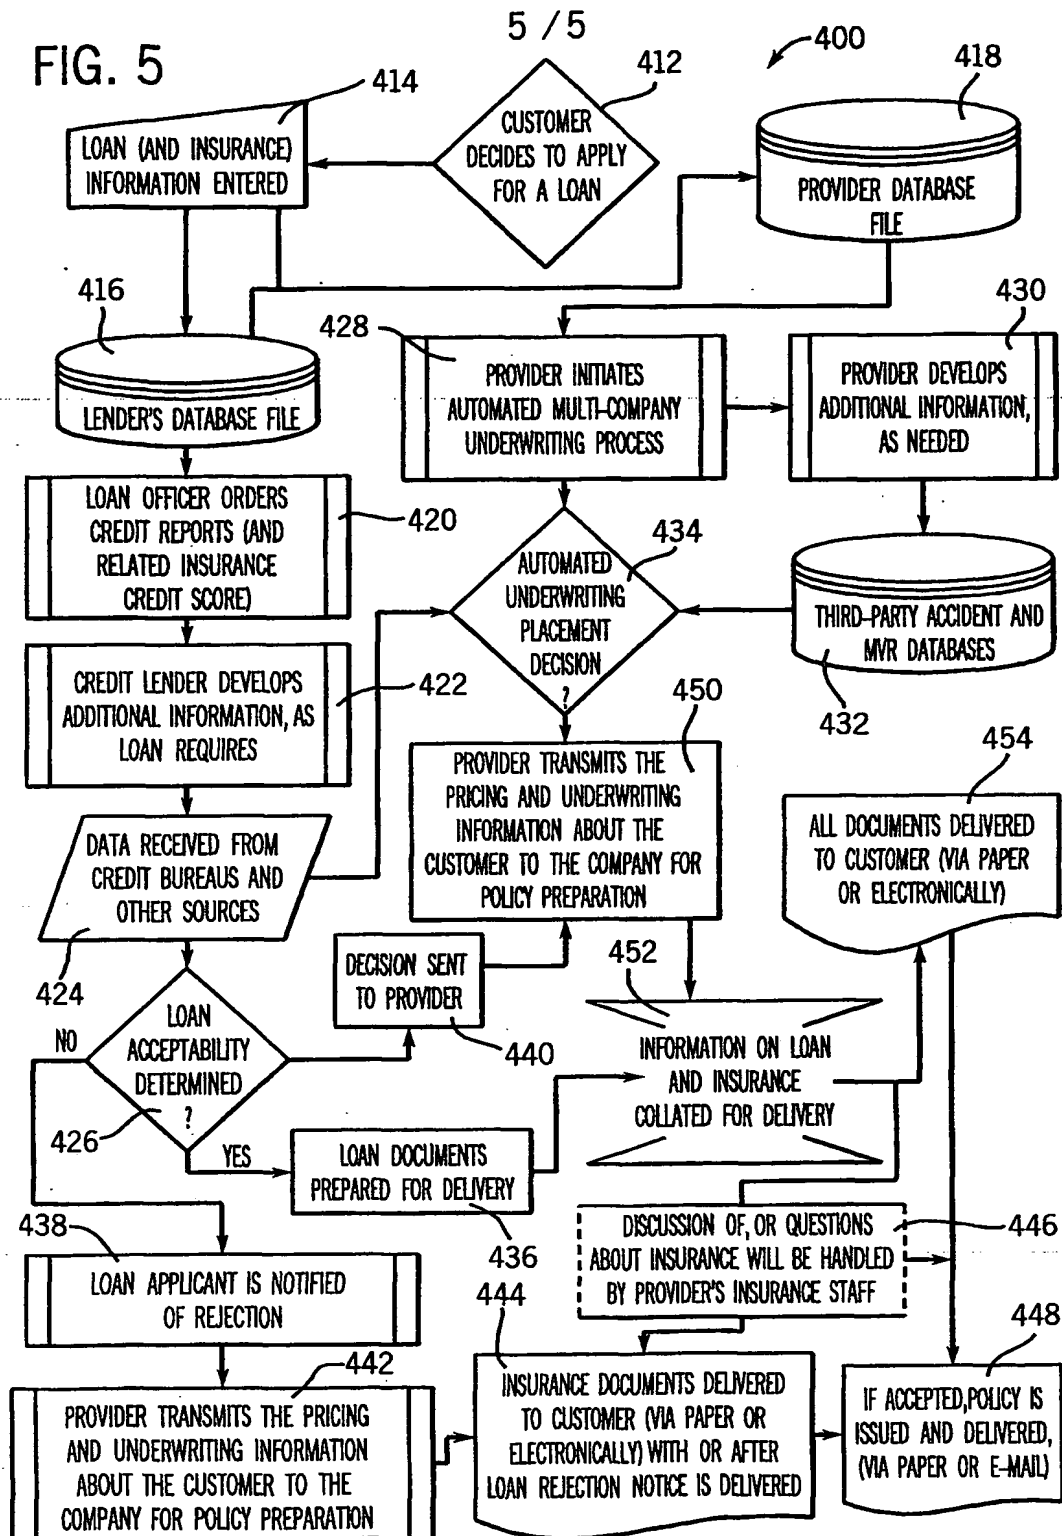 5 / 5
FIG. 5
400
412
414
418
CUSTOMER
DECIDES TO APPLY
FOR A LOAN
LOAN (AND INSURANCE)
INFORMATION ENTERED
PROVIDER DATABASE
FILE
416
LENDER'S DATABASE FILE
428
PROVIDER INITIATES
AUTOMATED MULTI-COMPANY
UNDERWRITING PROCESS
430
PROVIDER DEVELOPS
ADDITIONAL INFORMATION,
AS NEEDED
LOAN OFFICER ORDERS
CREDIT REPORTS (AND
RELATED INSURANCE
CREDIT SCORE)
420
434
AUTOMATED
UNDERWRITING
PLACEMENT
DECISION
?
THIRD-PARTY ACCIDENT AND
MVR DATABASES
432
CREDIT LENDER DEVELOPS
ADDITIONAL INFORMATION, AS
LOAN REQUIRES
422
450
PROVIDER TRANSMITS THE
PRICING AND UNDERWRITING
INFORMATION ABOUT THE
CUSTOMER TO THE COMPANY FOR
POLICY PREPARATION
454
ALL DOCUMENTS DELIVERED
TO CUSTOMER (VIA PAPER
OR ELECTRONICALLY)
DATA RECEIVED FROM
CREDIT BUREAUS AND
OTHER SOURCES
424
DECISION SENT
TO PROVIDER
440
452
INFORMATION ON LOAN
AND INSURANCE
COLLATED FOR DELIVERY
NO
LOAN
ACCEPTABILITY
DETERMINED
?
426
YES
LOAN DOCUMENTS
PREPARED FOR DELIVERY
436
438
LOAN APPLICANT IS NOTIFIED
OF REJECTION
DISCUSSION OF, OR QUESTIONS
ABOUT INSURANCE WILL BE HANDLED
BY PROVIDER'S INSURANCE STAFF
446
444
INSURANCE DOCUMENTS DELIVERED
TO CUSTOMER (VIA PAPER OR
ELECTRONICALLY) WITH OR AFTER
LOAN REJECTION NOTICE IS DELIVERED
448
IF ACCEPTED, POLICY IS
ISSUED AND DELIVERED,
(VIA PAPER OR E-MAIL)
442
PROVIDER TRANSMITS THE PRICING
AND UNDERWRITING INFORMATION
ABOUT THE CUSTOMER TO THE
COMPANY FOR POLICY PREPARATION